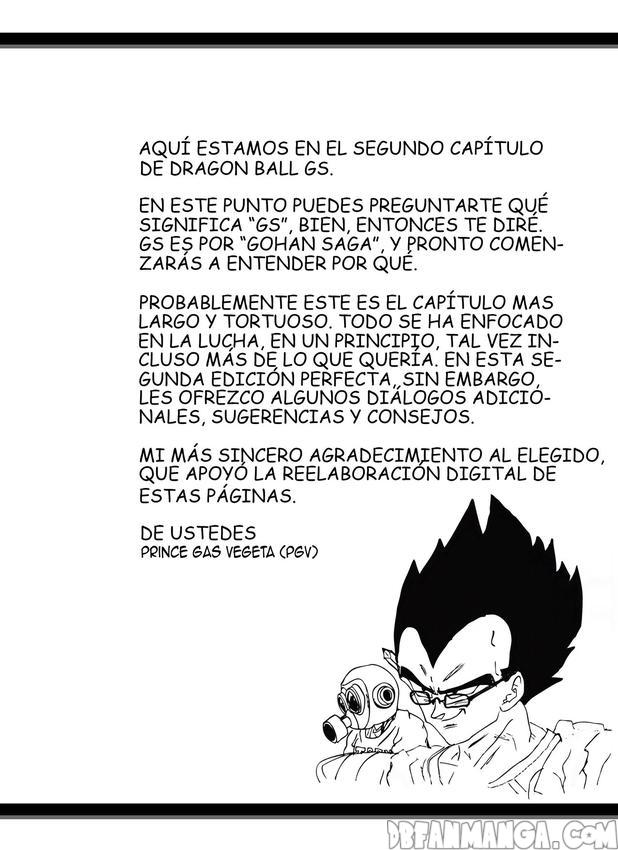 AQUÍ ESTAMOS EN EL SEGUNDO CAPÍTULO
DE DRAGON BALL GS.
EN ESTE PUNTO PUEDES PREGUNTARTE QUÉ
SIGNIFICA "GS", BIEN, ENTONCES TE DIRÉ.
GS ES POR "GOHAN SAGA", Y PRONTO COMEN-
ZARÁS A ENTENDER POR QUÉ.
PROBABLEMENTE ESTE ES EL CAPÍTULO MAS
LARGO Y TORTUOSO. TODO SE HA ENFOCADO
EN LA LUCHA, EN UN PRINCIPIO, TAL VEZ IN-
CLUSO MÁS DE LO QUE QUERÍA. EN ESTA SE-
GUNDA EDICIÓN PERFECTA, SIN EMBARGO,
LES OFREZCO ALGUNOS DIÁLOGOS ADICIO-
NALES, SUGERENCIAS Y CONSEJOS.
MI MÁS SINCERO AGRADECIMIENTO AL ELEGIDO,
QUE APOYÓ LA REELABORACIÓN DIGITAL DE
ESTAS PÁGINAS.
DE USTEDES
PRINCE GAS VEGETA (PGV)
DBFANMANGA.COM